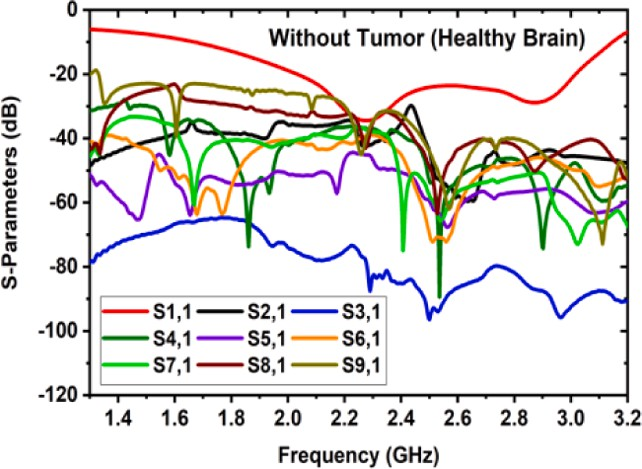 Without Tumor (Healthy Brain)
S-Parameters (dB)
0
-20
-40
-60
-80
-100
-120
S1,1 S2,1 S3,1
S4,1 S5,1 S6,1
S7,1 S8,1 S9,1
1.4 1.6 1.8 2.0 2.2 2.4 2.6 2.8 3.0 3.2
Frequency (GHz)